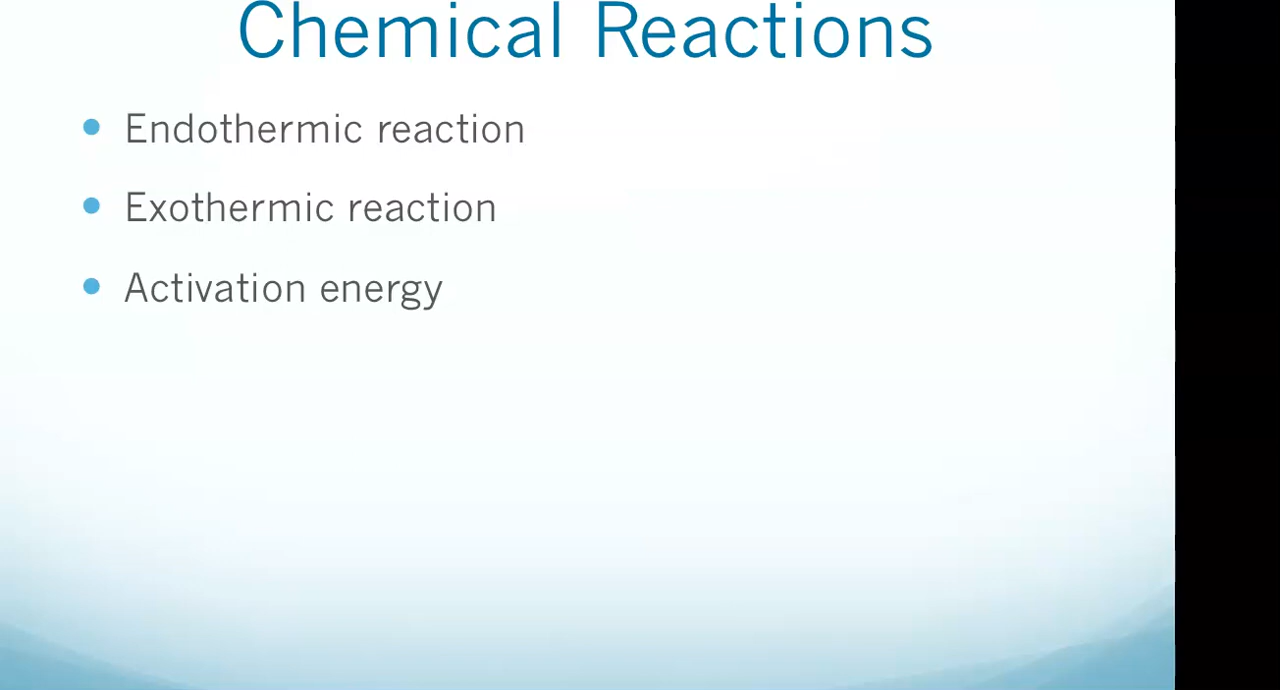 Chemical Reactions
Endothermic reaction
Exothermic reaction
Activation energy